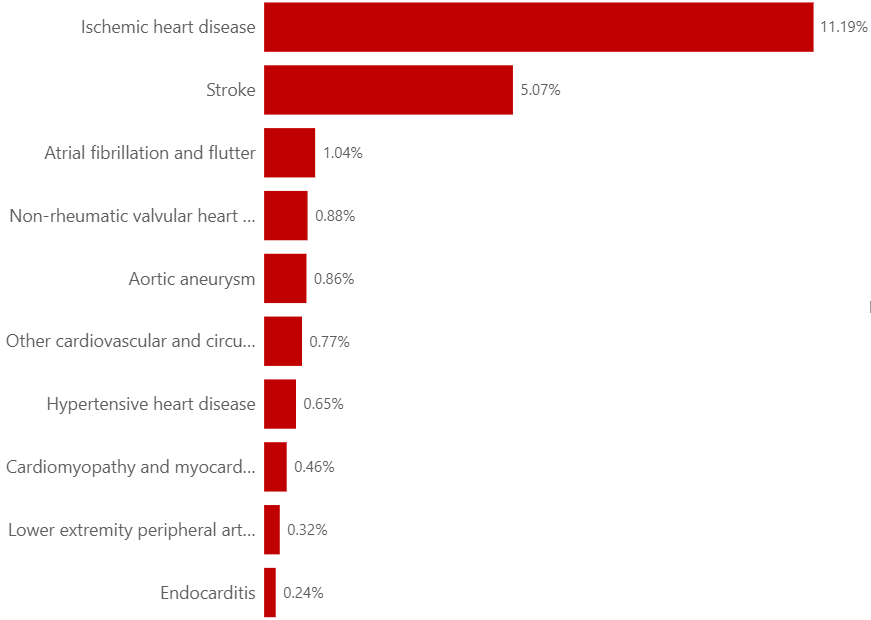 Ischemic heart disease 11.19%
Stroke 5.07%
Atrial fibrillation and flutter 1.04%
Non-rheumatic valvular heart ... 0.88%
Aortic aneurysm 0.86%
Other cardiovascular and circu... 0.77%
Hypertensive heart disease 0.65%
Cardiomyopathy and myocard... 0.46%
Lower extremity peripheral art... 0.32%
Endocarditis 0.24%